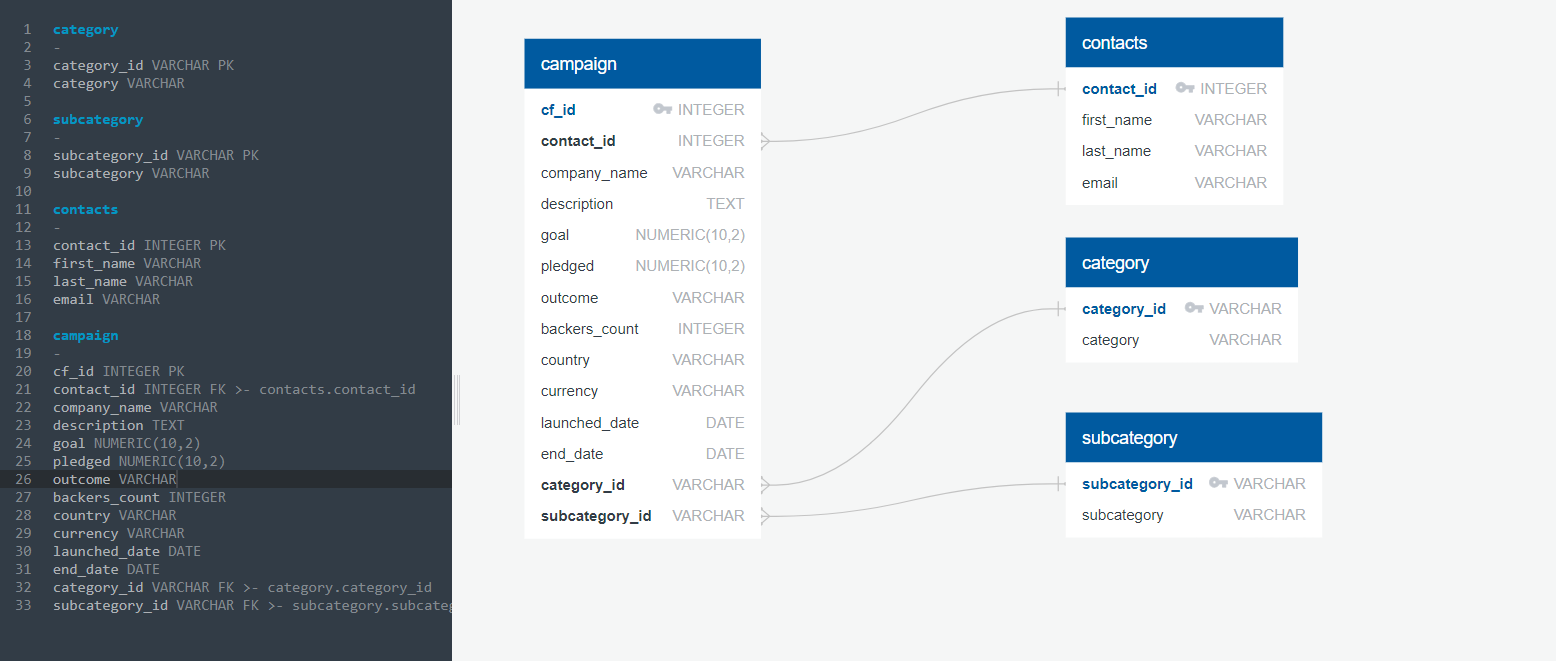 1 category
2 -
3 category_id VARCHAR PK
4 category VARCHAR
5
6 subcategory
7 -
8 subcategory_id VARCHAR PK
9 subcategory VARCHAR
10
11 contacts
12 -
13 contact_id INTEGER PK
14 first_name VARCHAR
15 last_name VARCHAR
16 email VARCHAR
17
18 campaign
19 -
20 cf_id INTEGER PK
21 contact_id INTEGER FK >- contacts.contact_id
22 company_name VARCHAR
23 description TEXT
24 goal NUMERIC(10,2)
25 pledged NUMERIC(10,2)
26 outcome VARCHAR
27 backers_count INTEGER
28 country VARCHAR
29 currency VARCHAR
30 launched_date DATE
31 end_date DATE
32 category_id VARCHAR FK >- category.category_id
33 subcategory_id VARCHAR FK >- subcategory.subcateg
campaign
cf_id INTEGER
contact_id INTEGER
company_name VARCHAR
description TEXT
goal NUMERIC(10,2)
pledged NUMERIC(10,2)
outcome VARCHAR
backers_count INTEGER
country VARCHAR
currency VARCHAR
launched_date DATE
end_date DATE
category_id VARCHAR
subcategory_id VARCHAR
contacts
contact_id INTEGER
first_name VARCHAR
last_name VARCHAR
email VARCHAR
category
category_id VARCHAR
category VARCHAR
subcategory
subcategory_id VARCHAR
subcategory VARCHAR